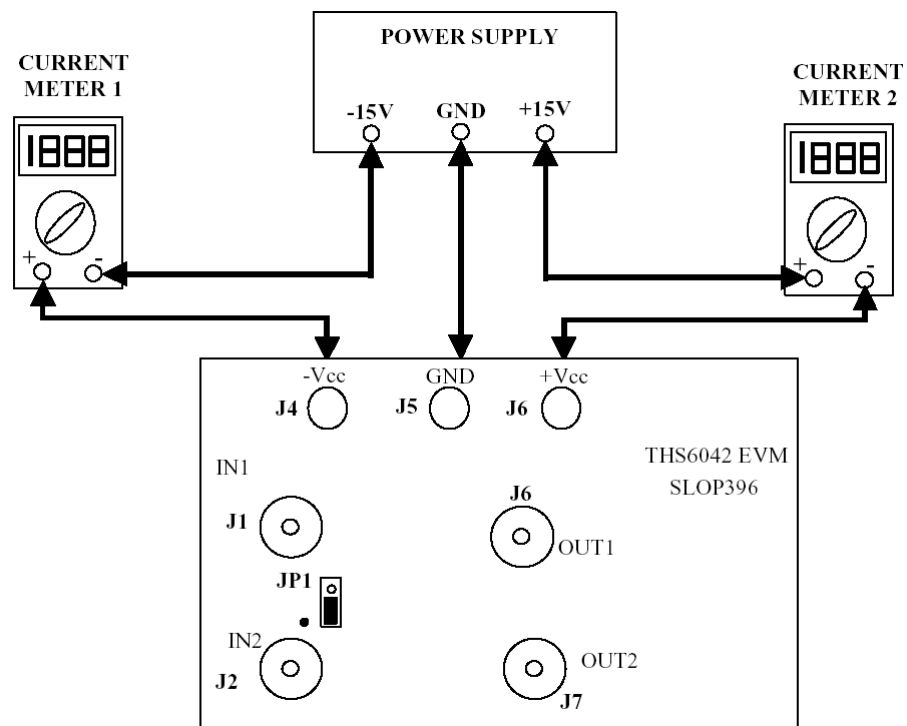 POWER SUPPLY
-15V GND +15V
CURRENT
METER 1
1888
+ -
CURRENT
METER 2
1888
+ -
-Vcc GND +Vcc
J4 J5 J6
THS6042 EVM
SLOP396
IN1
J1
J6
OUT1
JP1
IN2
J2
OUT2
J7